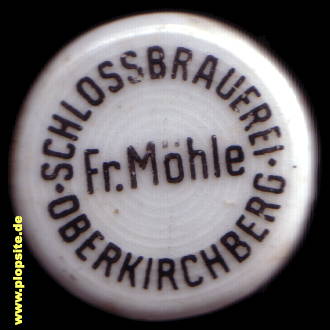 ·SCHLOSSBRAUEREI·
Fr. Möhle
OBERKIRCHBERG
www.plopsite.de